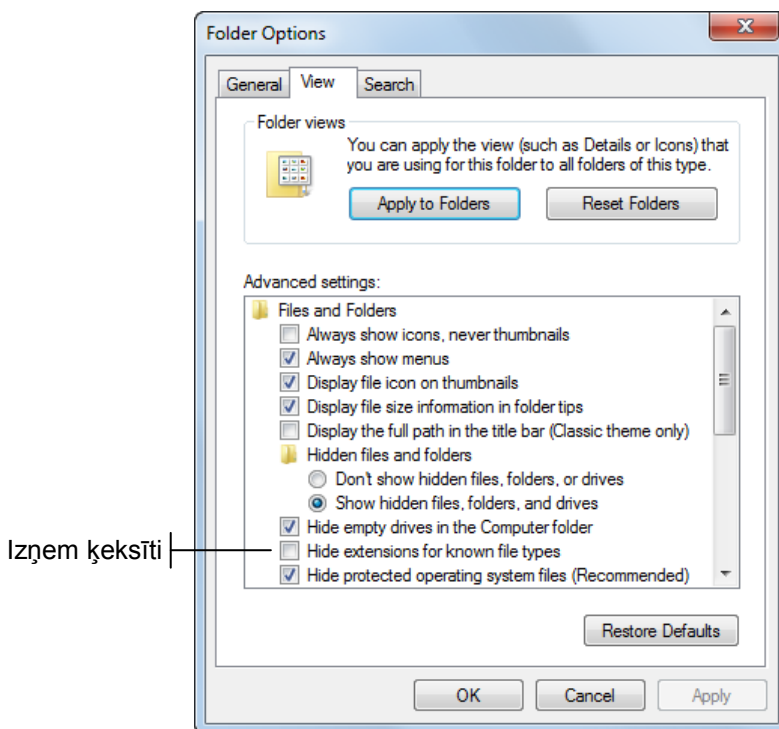 Folder Options
General View Search
Folder views
You can apply the view (such as Details or Icons) that
you are using for this folder to all folders of this type.
Apply to Folders Reset Folders
Advanced settings:
Files and Folders
Always show icons, never thumbnails
Always show menus
Display file icon on thumbnails
Display file size information in folder tips
Display the full path in the title bar (Classic theme only)
Hidden files and folders
Don't show hidden files, folders, or drives
Show hidden files, folders, and drives
Hide empty drives in the Computer folder
Izņem ķeksīti Hide extensions for known file types
Hide protected operating system files (Recommended)
Restore Defaults
OK Cancel Apply